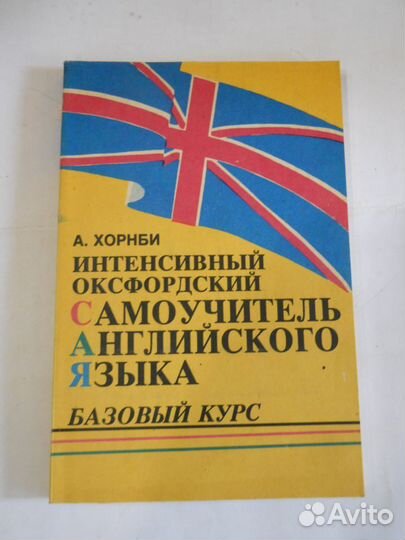 А. ХОРНБИ
ИНТЕНСИВНЫЙ
ОКСФОРДСКИЙ
САМОУЧИТЕЛЬ
АНГЛИЙСКОГО
ЯЗЫКА
БАЗОВЫЙ КУРС
Avito